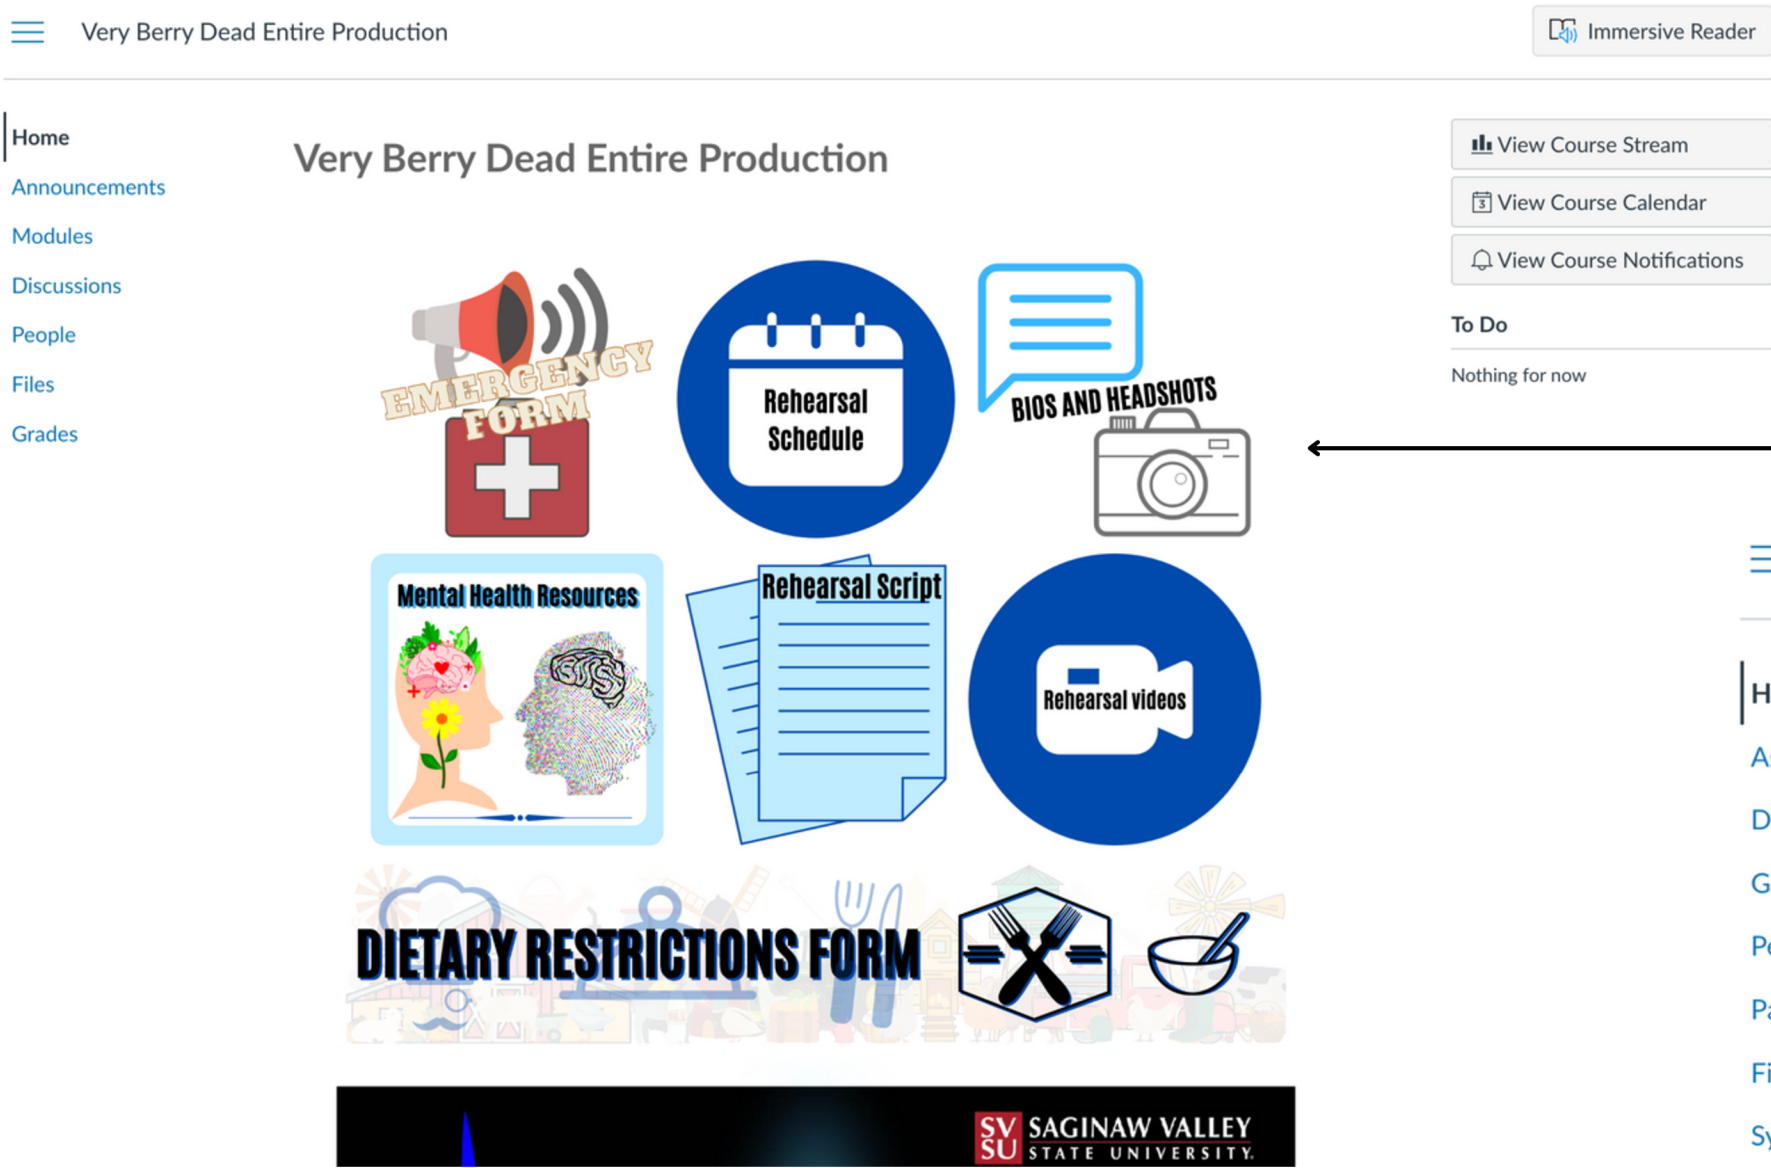 Very Berry Dead Entire Production
Immersive Reader
Home
Announcements
Modules
Discussions
People
Files
Grades
Very Berry Dead Entire Production
EMERGENCY
FORM
Rehearsal
Schedule
BIOS AND HEADSHOTS
Mental Health Resources
Rehearsal Script
Rehearsal videos
DIETARY RESTRICTIONS FORM
SV
SU
SAGINAW VALLEY
STATE UNIVERSITY.
View Course Stream
3
View Course Calendar
View Course Notifications
To Do
Nothing for now